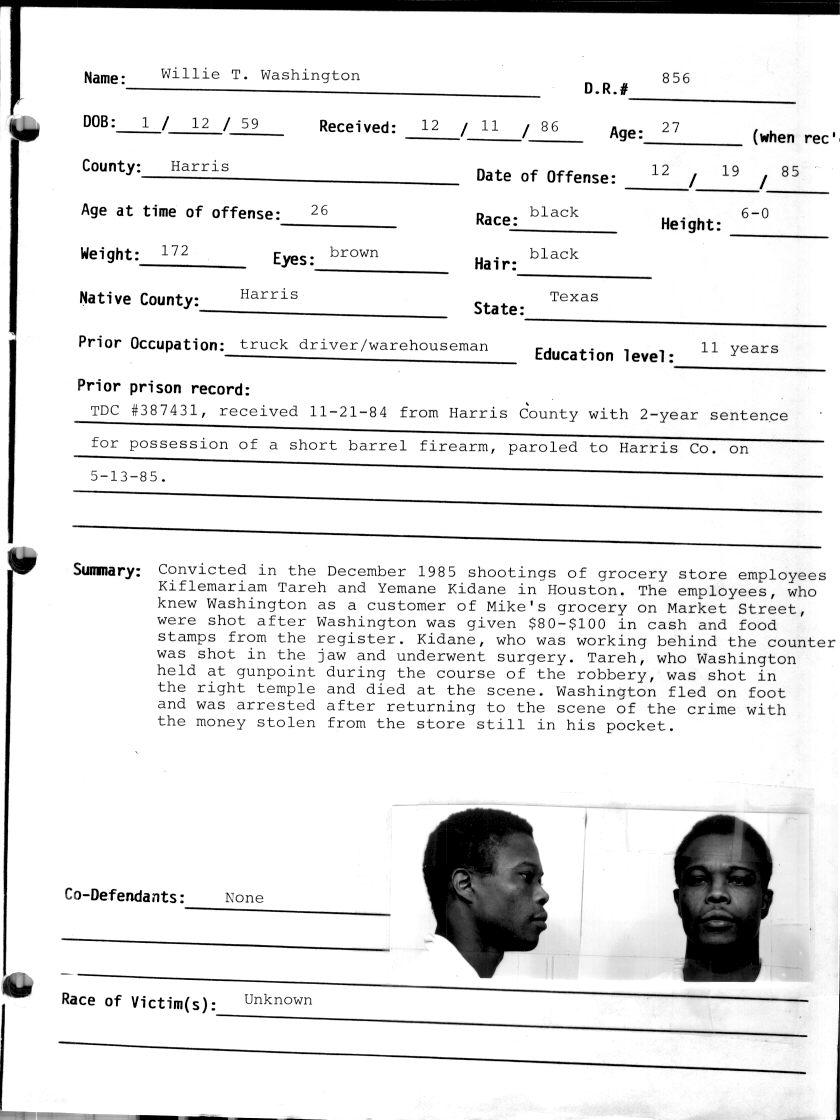 Name: Willie T. Washington D.R.# 856
DOB: 1 / 12 / 59 Received: 12 / 11 / 86 Age: 27 (when rec'
County: Harris Date of Offense: 12 / 19 / 85
Age at time of offense: 26 Race: black Height: 6-0
Weight: 172 Eyes: brown Hair: black
Native County: Harris State: Texas
Prior Occupation: truck driver/warehouseman Education level: 11 years
Prior prison record:
TDC #387431, received 11-21-84 from Harris County with 2-year sentence
for possession of a short barrel firearm, paroled to Harris Co. on
5-13-85.
Summary: Convicted in the December 1985 shootings of grocery store employees
Kiflemariam Tareh and Yemane Kidane in Houston. The employees, who
knew Washington as a customer of Mike's grocery on Market Street,
were shot after Washington was given $80-$100 in cash and food
stamps from the register. Kidane, who was working behind the counter
was shot in the jaw and underwent surgery. Tareh, who Washington
held at gunpoint during the course of the robbery, was shot in
the right temple and died at the scene. Washington fled on foot
and was arrested after returning to the scene of the crime with
the money stolen from the store still in his pocket.
Co-Defendants: None
Race of Victim(s): Unknown